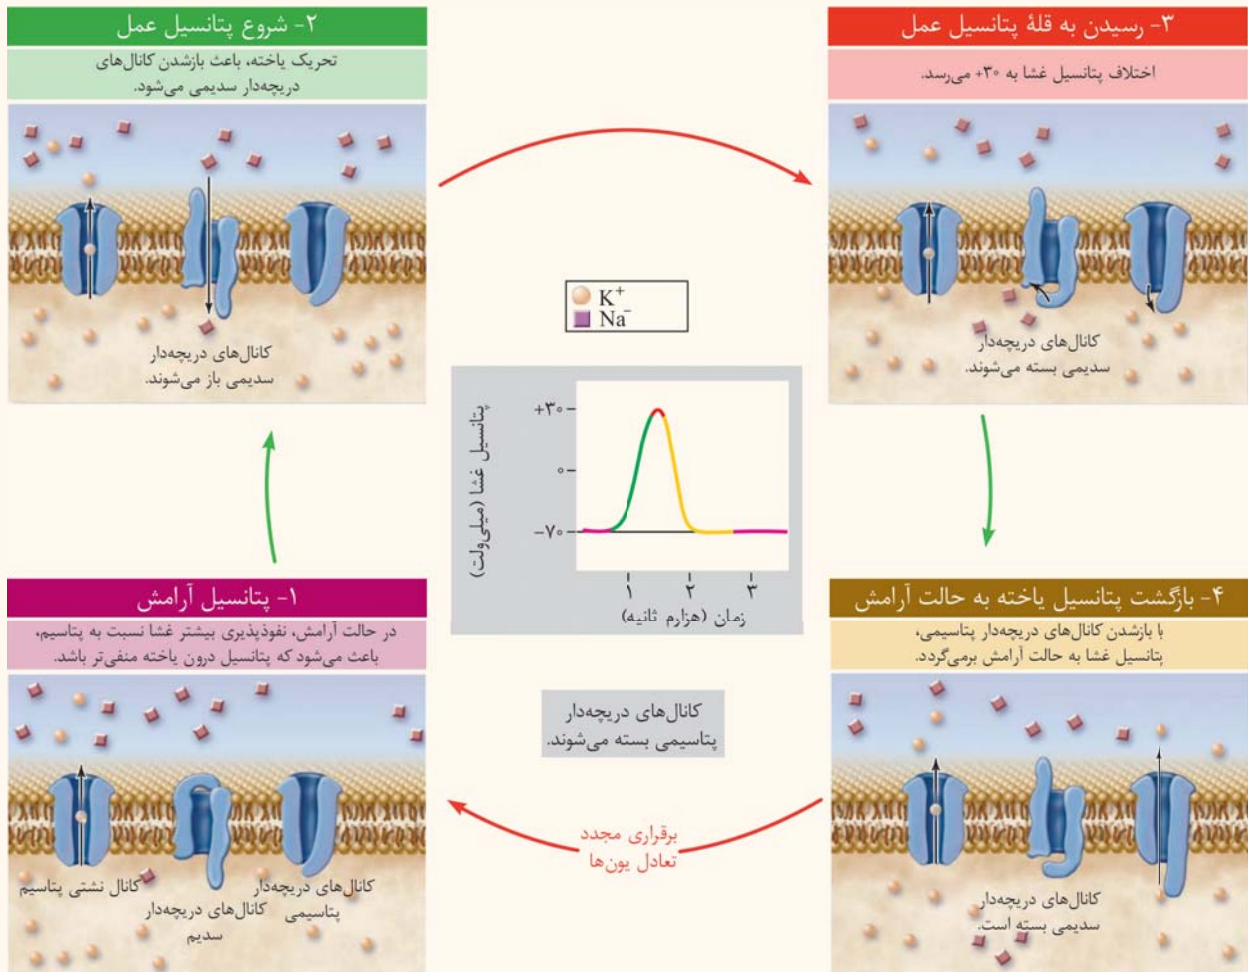 ۲- شروع پتانسیل عمل
تحریک یاخته، باعث بازشدن کانال‌های
دریچه‌دار سدیمی می‌شود.
کانال‌های دریچه‌دار
سدیمی باز می‌شوند.
۳- رسیدن به قلهٔ پتانسیل عمل
اختلاف پتانسیل غشا به ۳۰+ می‌رسد.
کانال‌های دریچه‌دار
سدیمی بسته می‌شوند.
K⁺
Na⁻
پتانسیل غشا (میلی‌ولت)
+۳۰
۰
−۷۰
۱ ۲ ۳
زمان (هزارم ثانیه)
۱- پتانسیل آرامش
در حالت آرامش، نفوذپذیری بیشتر غشا نسبت به پتاسیم،
باعث می‌شود که پتانسیل درون یاخته منفی‌تر باشد.
کانال نشتی پتاسیم
کانال‌های دریچه‌دار
سدیم
کانال‌های دریچه‌دار
پتاسیمی
کانال‌های دریچه‌دار
پتاسیمی بسته می‌شوند.
برقراری مجدد
تعادل یون‌ها
۴- بازگشت پتانسیل یاخته به حالت آرامش
با بازشدن کانال‌های دریچه‌دار پتاسیمی،
پتانسیل غشا به حالت آرامش برمی‌گردد.
کانال‌های دریچه‌دار
سدیمی بسته است.